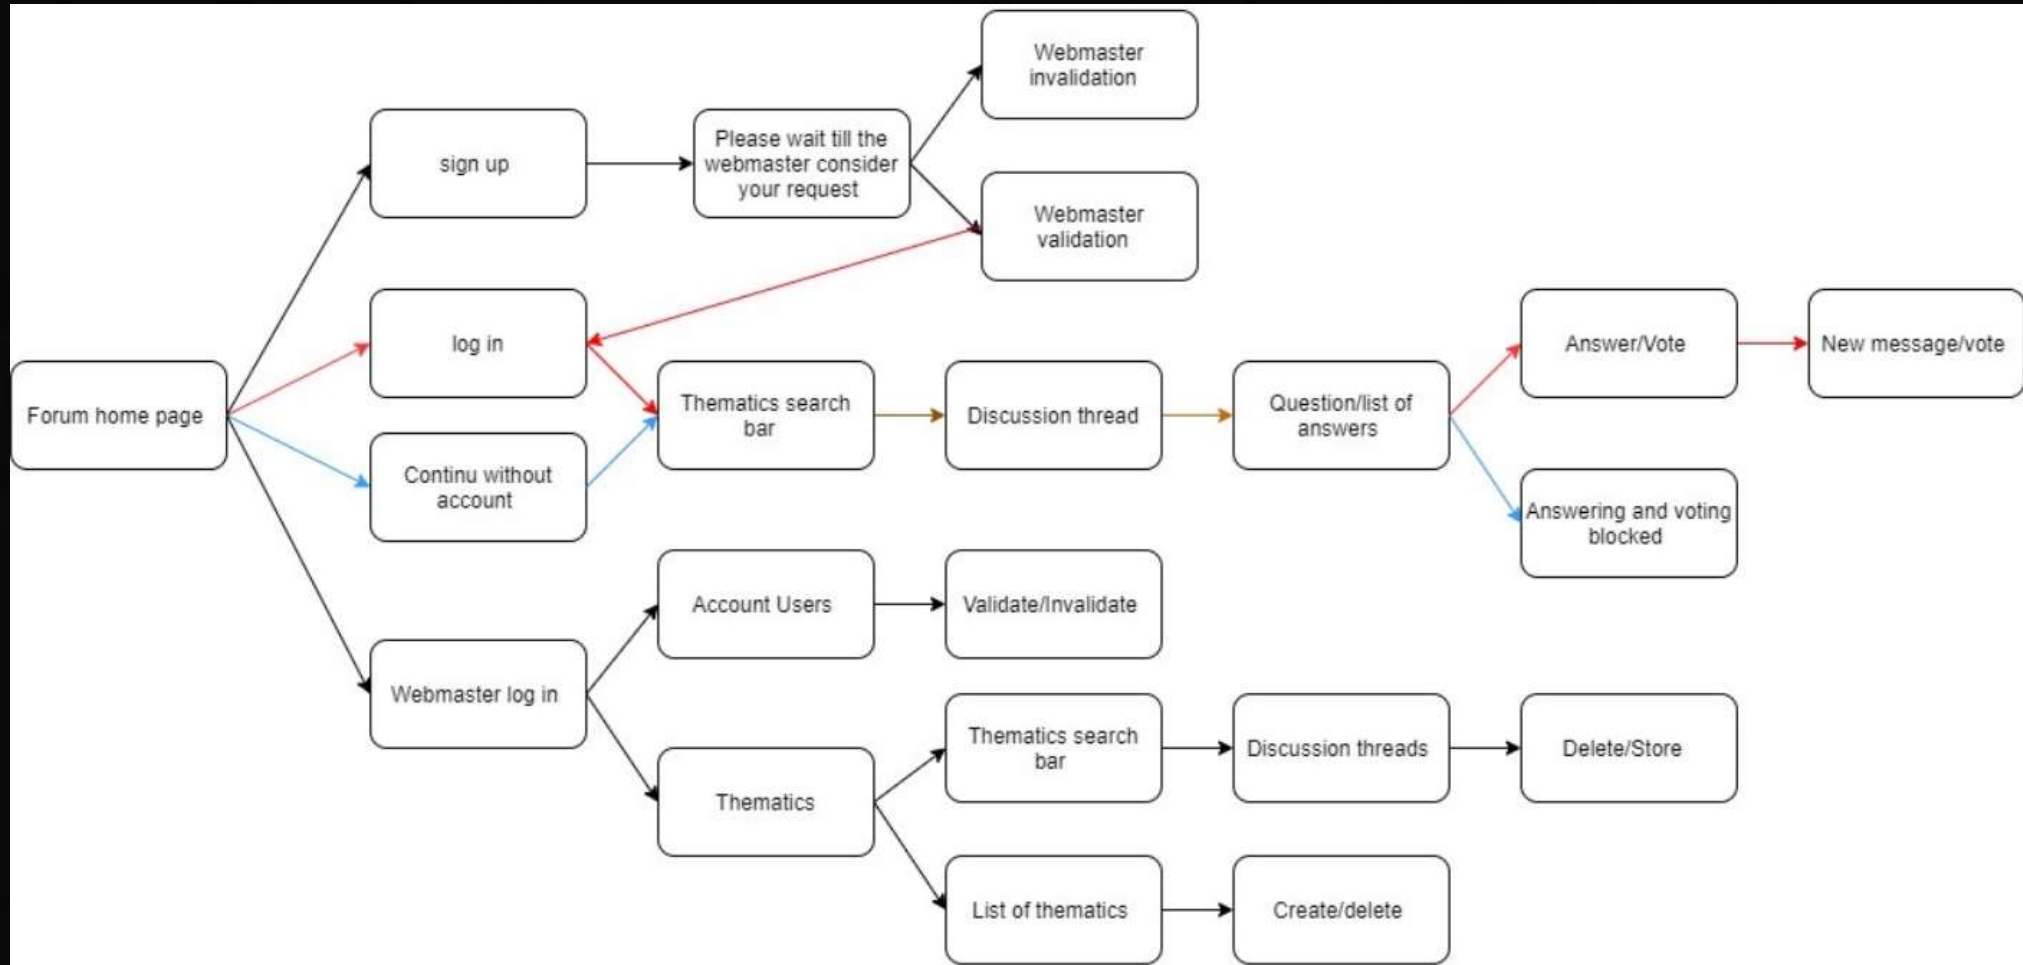 Webmaster
invalidation
sign up
Please wait till the
webmaster consider
your request
Webmaster
validation
log in
Answer/Vote
New message/vote
Forum home page
Thematics search
bar
Discussion thread
Question/list of
answers
Continu without
account
Answering and voting
blocked
Account Users
Validate/Invalidate
Webmaster log in
Thematics search
bar
Discussion threads
Delete/Store
Thematics
List of thematics
Create/delete